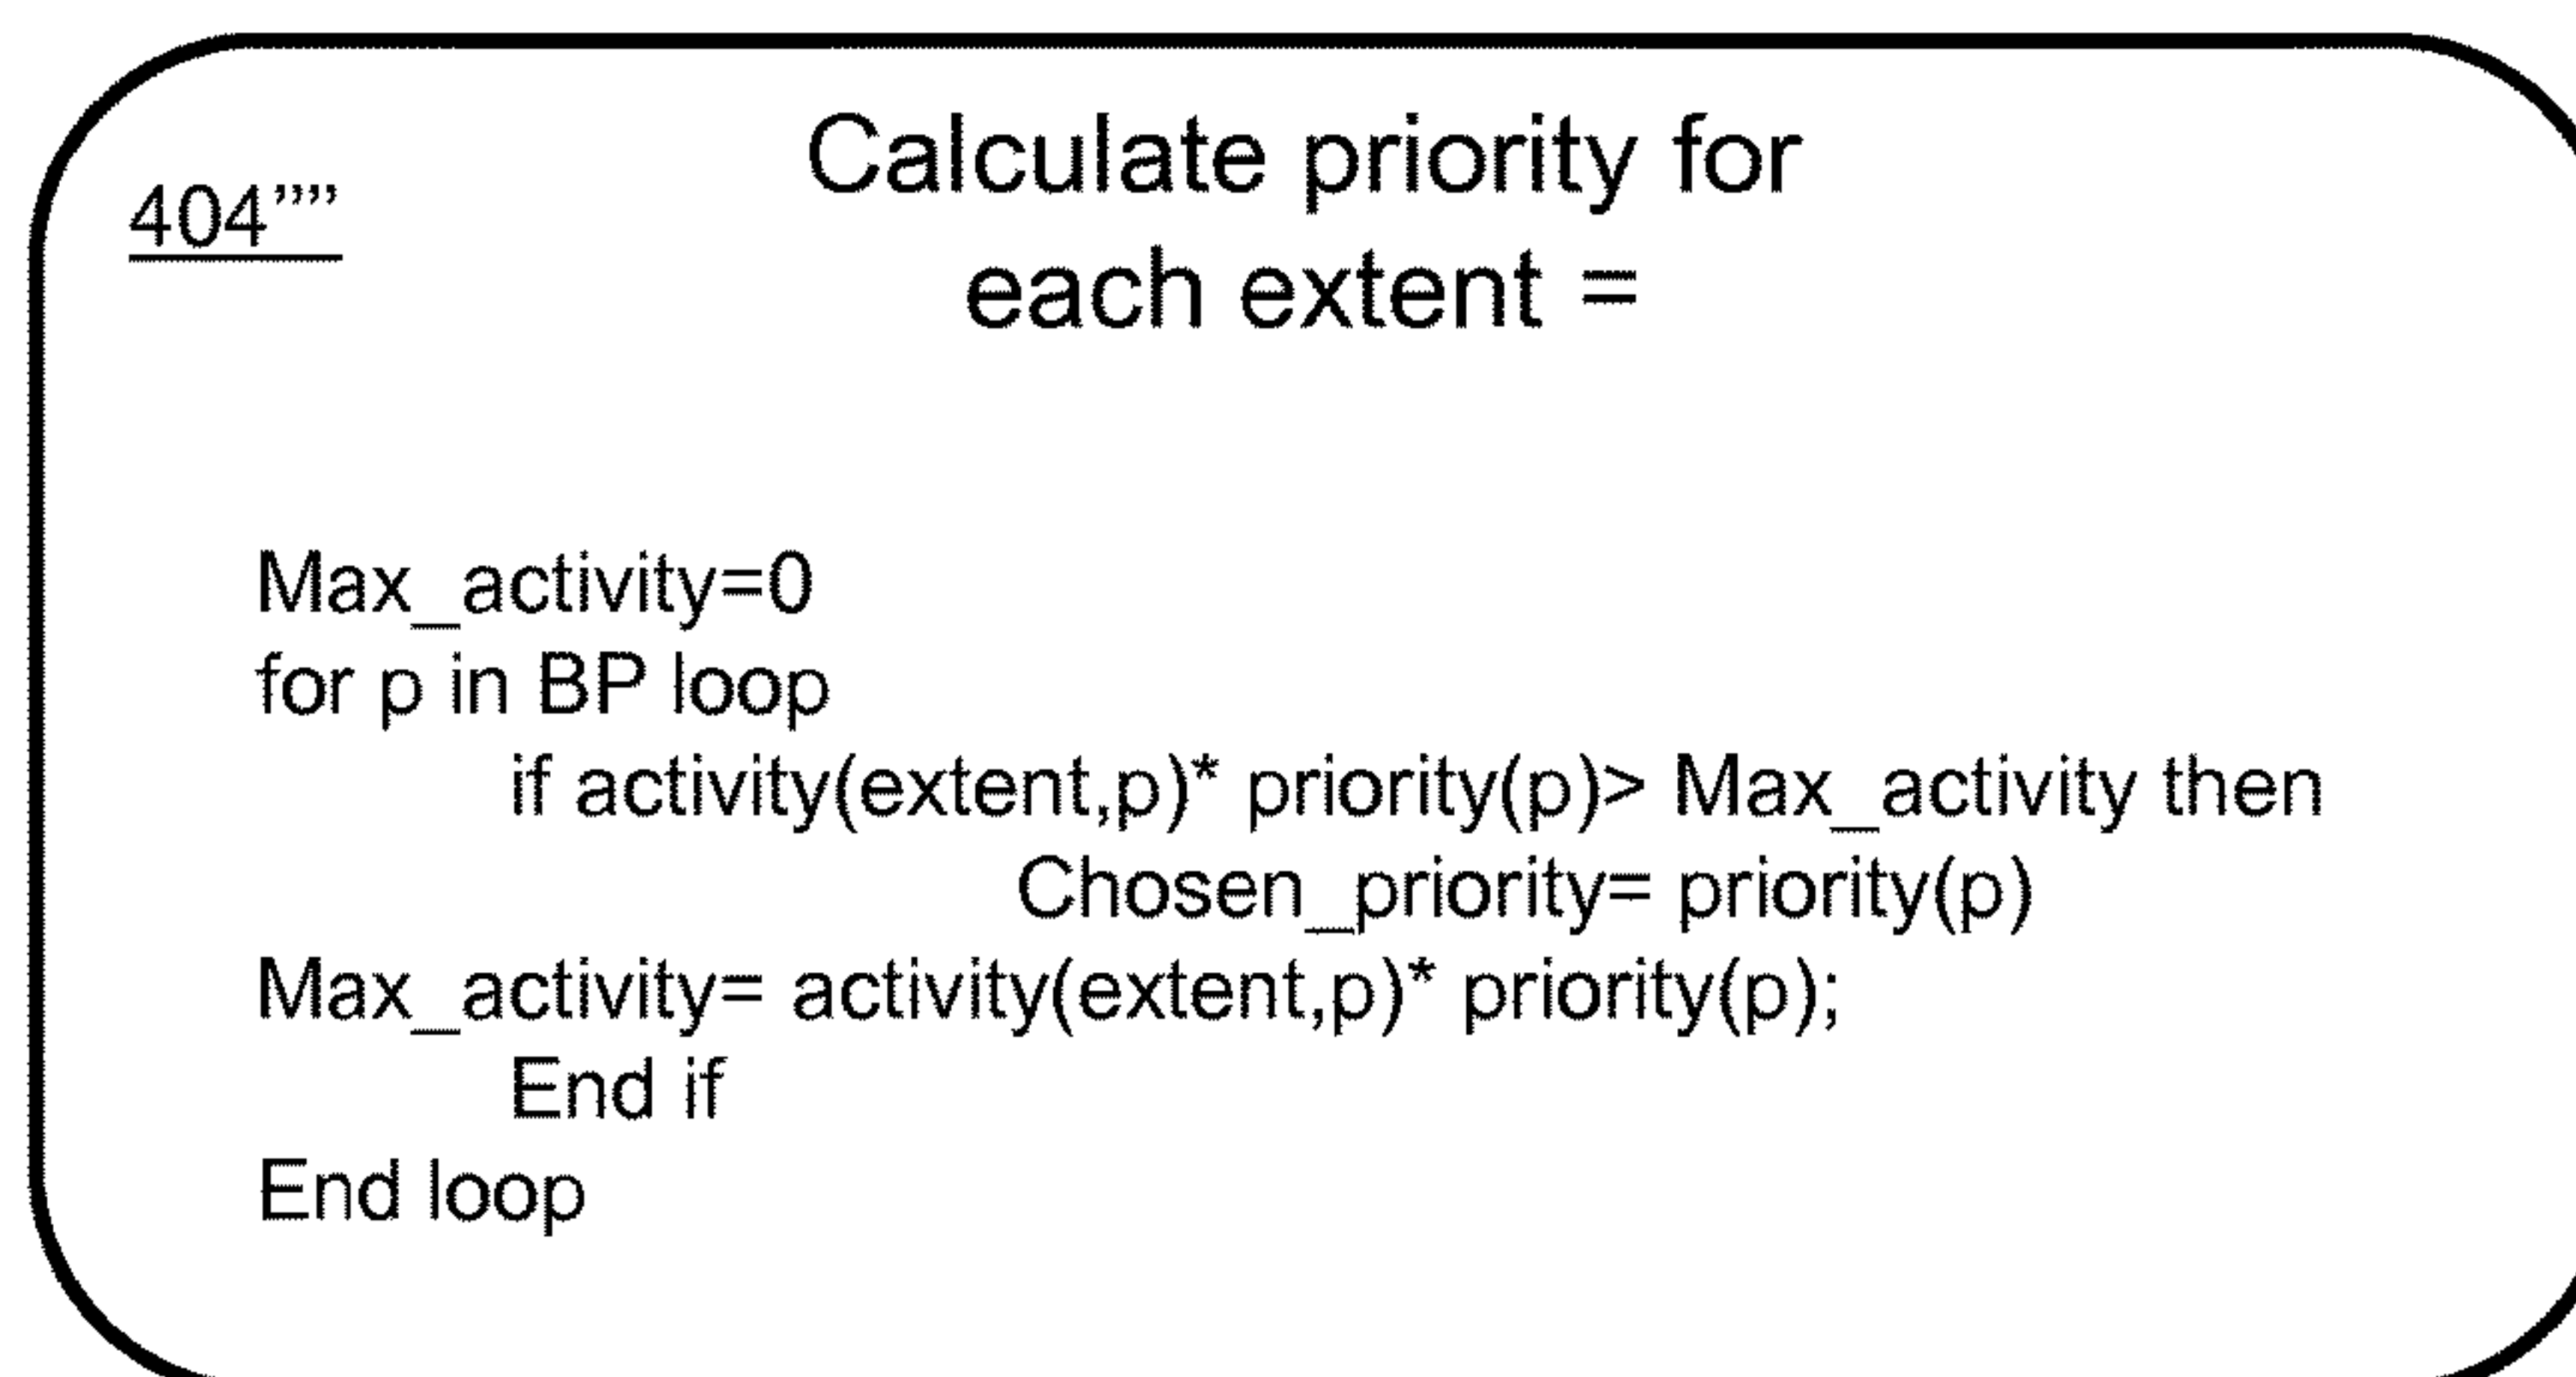 Calculate priority for
404””
each extent =
Max_activity=0
for p in BP loop
if activity(extent,p)* priority(p)> Max_activity then
Chosen_priority= priority(p)
Max_activity= activity(extent,p)* priority(p);
End if
End loop